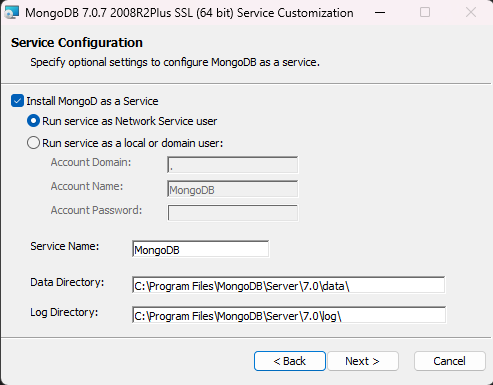 MongoDB 7.0.7 2008R2Plus SSL (64 bit) Service Customization
Service Configuration
Specify optional settings to configure MongoDB as a service.
Install MongoD as a Service
Run service as Network Service user
Run service as a local or domain user:
Account Domain: .
Account Name: MongoDB
Account Password:
Service Name: MongoDB
Data Directory: C:\Program Files\MongoDB\Server\7.0\data\
Log Directory: C:\Program Files\MongoDB\Server\7.0\log\
< Back Next > Cancel